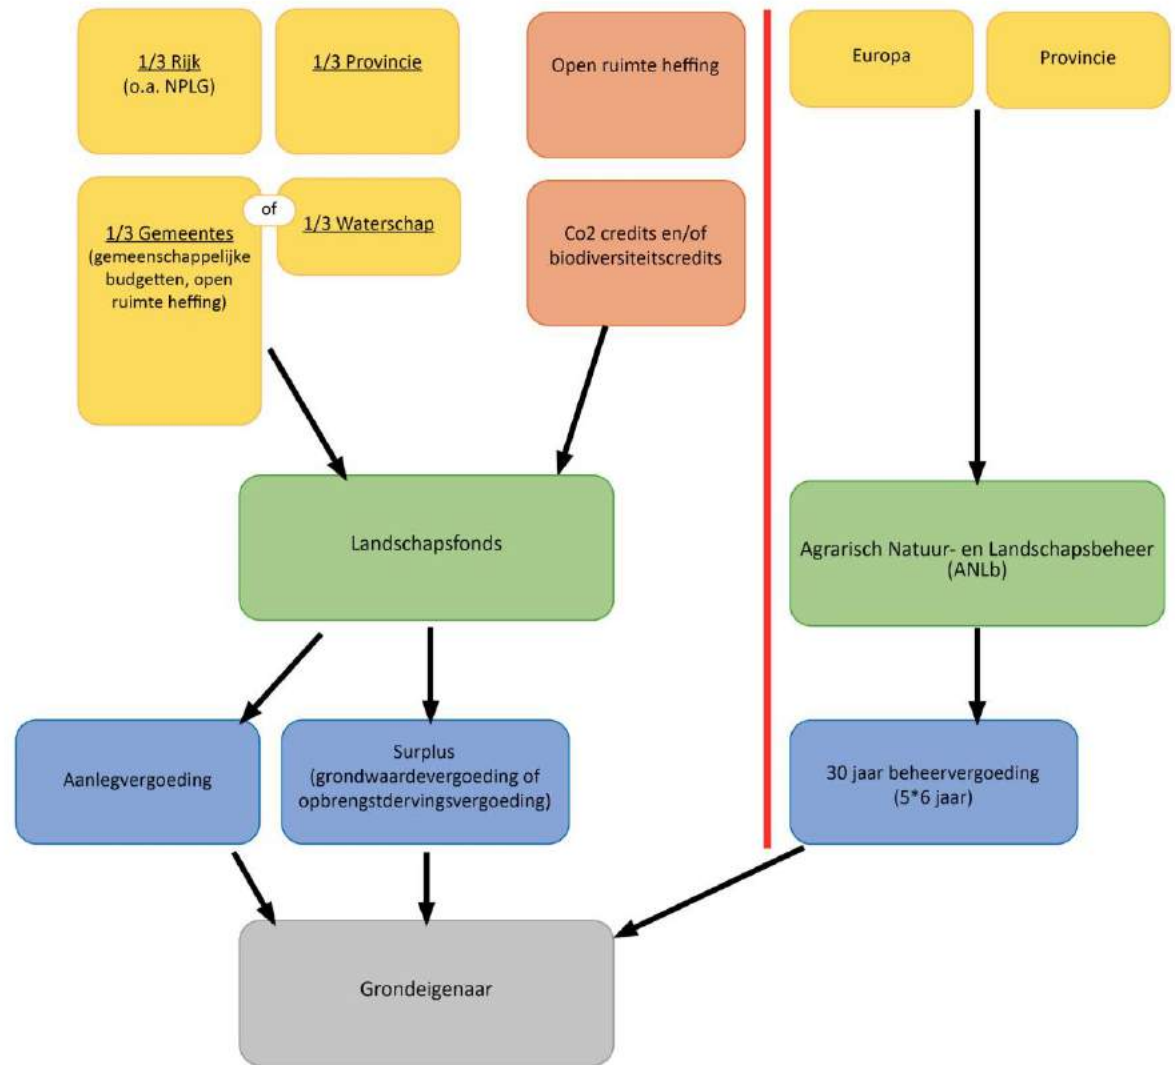 1/3 Rijk
(o.a. NPLG)
1/3 Provincie
Open ruimte heffing
Europa
Provincie
of
1/3 Gemeentes
(gemeenschappelijke
budgetten, open
ruimte heffing)
1/3 Waterschap
Co2 credits en/of
biodiversiteitscredits
Landschapsfonds
Agrarisch Natuur- en Landschapsbeheer
(ANLb)
Aanlegvergoeding
Surplus
(grondwaardevergoeding of
opbrengstdervingsvergoeding)
30 jaar beheervergoeding
(5*6 jaar)
Grondeigenaar